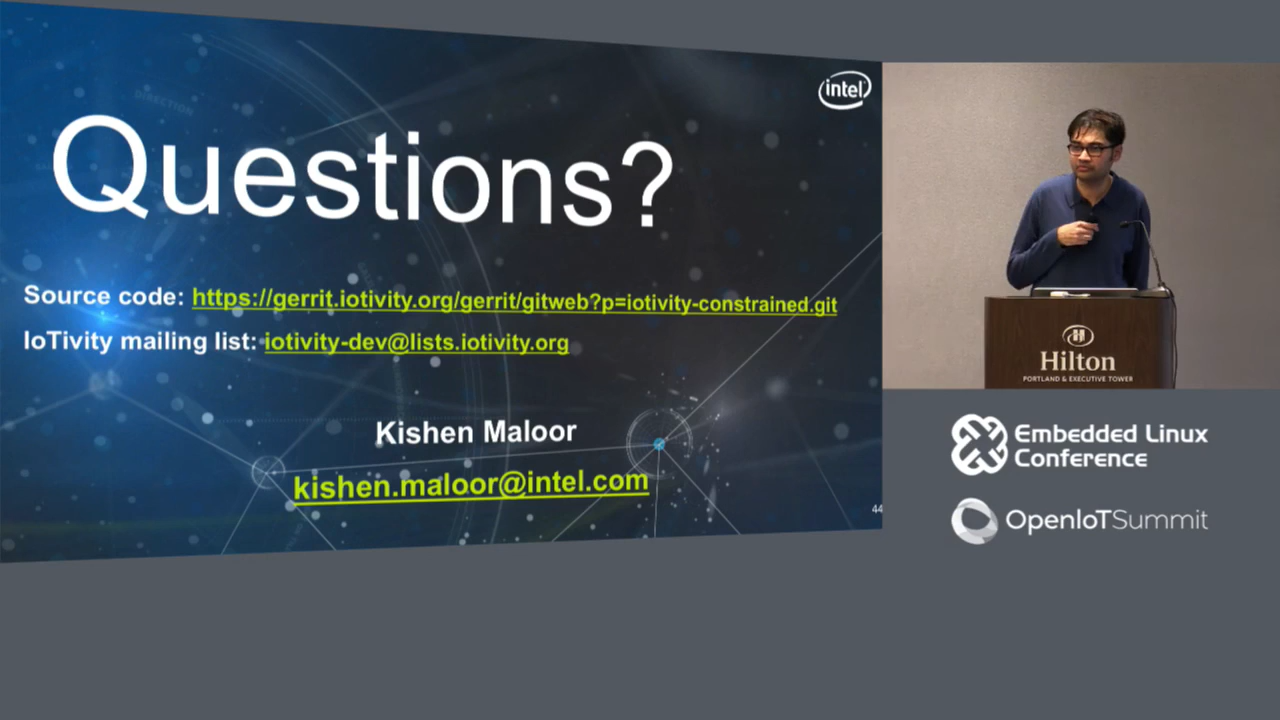 DIRECTION
intel
Questions?
Source code: https://gerrit.iotivity.org/gerrit/gitweb?p=iotivity-constrained.git
IoTivity mailing list: iotivity-dev@lists.iotivity.org
Kishen Maloor
kishen.maloor@intel.com
44
Hilton
PORTLAND & EXECUTIVE TOWER
Embedded Linux
Conference
OpenIoTSummit